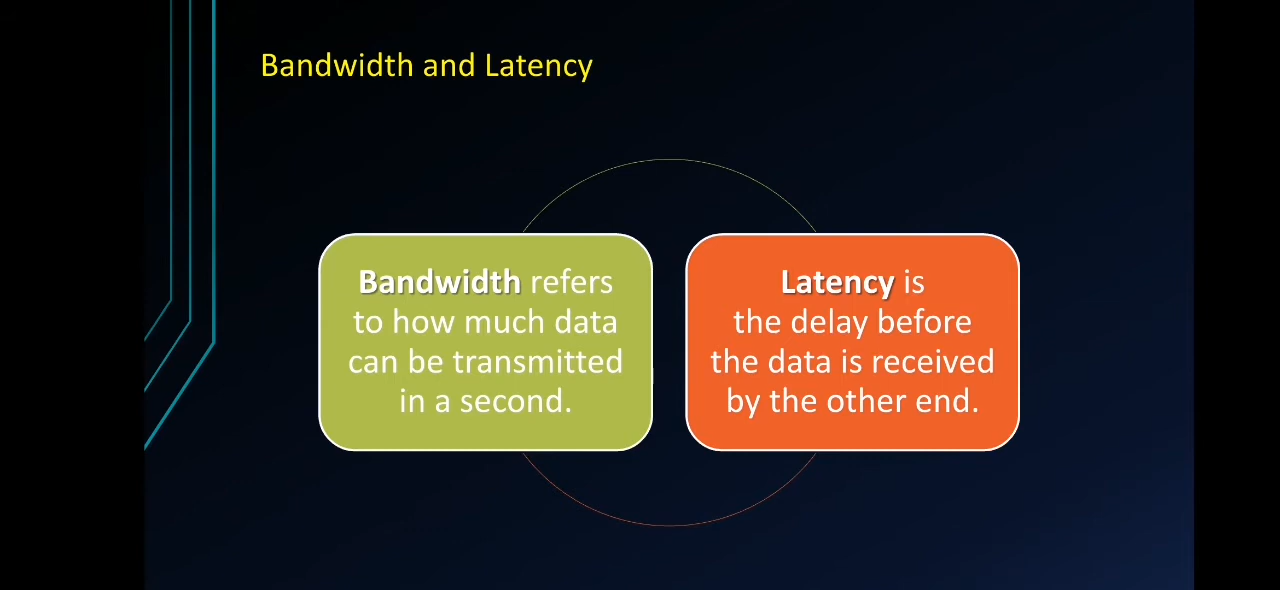 Bandwidth and Latency
Bandwidth refers
to how much data
can be transmitted
in a second.
Latency is
the delay before
the data is received
by the other end.